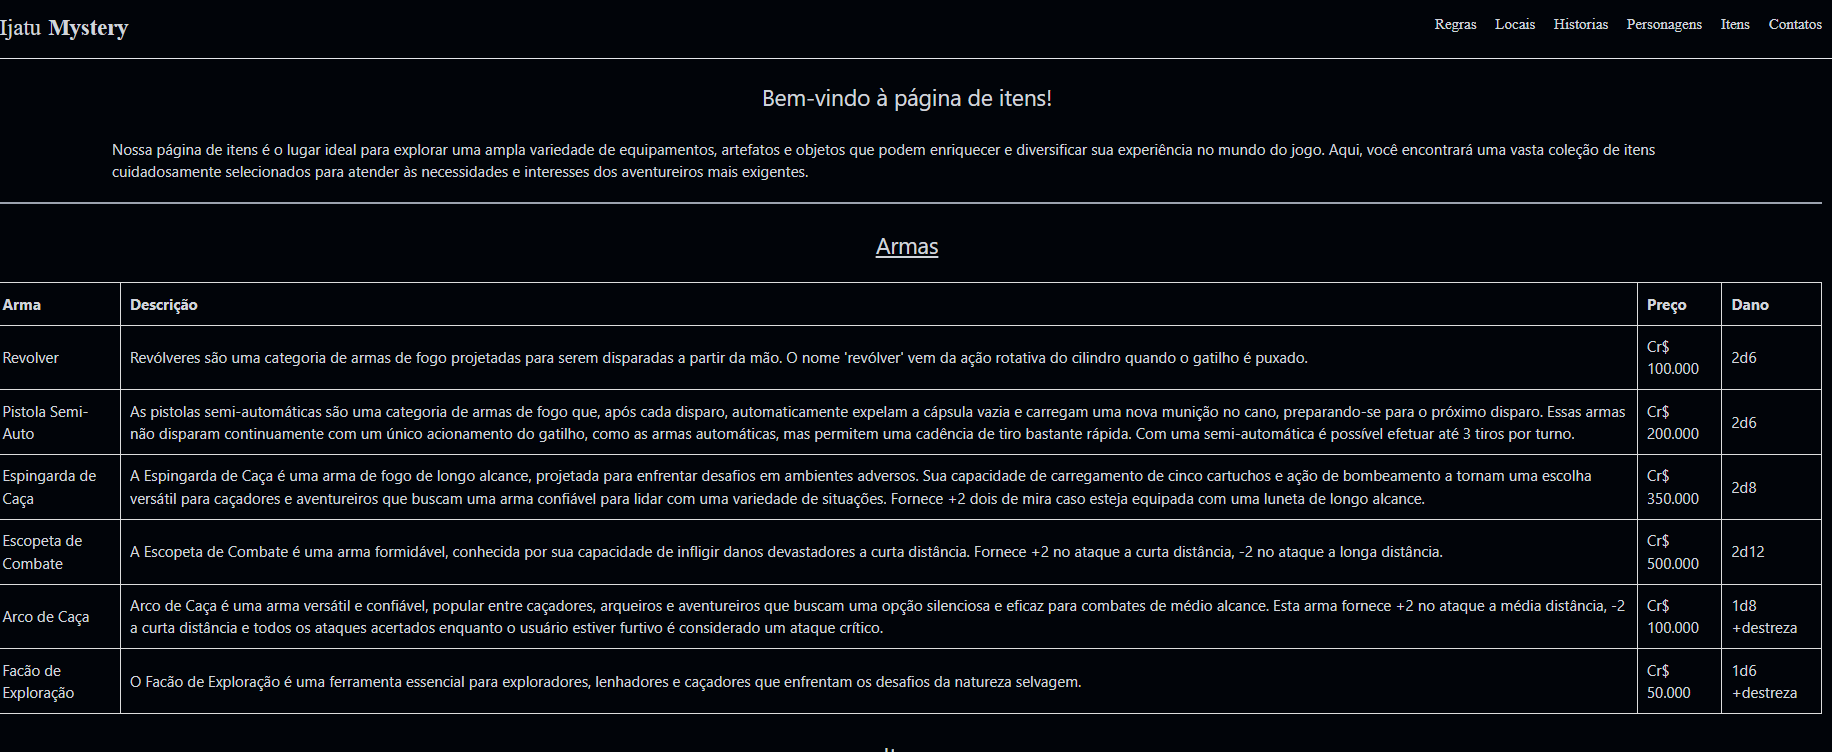 Ijatu Mystery
Regras Locais Historias Personagens Itens Contatos
Bem-vindo à página de itens!
Nossa página de itens é o lugar ideal para explorar uma ampla variedade de equipamentos, artefatos e objetos que podem enriquecer e diversificar sua experiência no mundo do jogo. Aqui, você encontrará uma vasta coleção de itens
cuidadosamente selecionados para atender às necessidades e interesses dos aventureiros mais exigentes.
Armas
Arma
Descrição
Preço
Dano
Revolver
Revólveres são uma categoria de armas de fogo projetadas para serem disparadas a partir da mão. O nome 'revólver' vem da ação rotativa do cilindro quando o gatilho é puxado.
Cr$
100.000
2d6
Pistola Semi-
Auto
As pistolas semi-automáticas são uma categoria de armas de fogo que, após cada disparo, automaticamente expelam a cápsula vazia e carregam uma nova munição no cano, preparando-se para o próximo disparo. Essas armas
não disparam continuamente com um único acionamento do gatilho, como as armas automáticas, mas permitem uma cadência de tiro bastante rápida. Com uma semi-automática é possível efetuar até 3 tiros por turno.
Cr$
200.000
2d6
Espingarda de
Caça
A Espingarda de Caça é uma arma de fogo de longo alcance, projetada para enfrentar desafios em ambientes adversos. Sua capacidade de carregamento de cinco cartuchos e ação de bombeamento a tornam uma escolha
versátil para caçadores e aventureiros que buscam uma arma confiável para lidar com uma variedade de situações. Fornece +2 dois de mira caso esteja equipada com uma luneta de longo alcance.
Cr$
350.000
2d8
Escopeta de
Combate
A Escopeta de Combate é uma arma formidável, conhecida por sua capacidade de infligir danos devastadores a curta distância. Fornece +2 no ataque a curta distância, -2 no ataque a longa distância.
Cr$
500.000
2d12
Arco de Caça
Arco de Caça é uma arma versátil e confiável, popular entre caçadores, arqueiros e aventureiros que buscam uma opção silenciosa e eficaz para combates de médio alcance. Esta arma fornece +2 no ataque a média distância, -2
a curta distância e todos os ataques acertados enquanto o usuário estiver furtivo é considerado um ataque crítico.
Cr$
100.000
1d8
+destreza
Facão de
Exploração
O Facão de Exploração é uma ferramenta essencial para exploradores, lenhadores e caçadores que enfrentam os desafios da natureza selvagem.
Cr$
50.000
1d6
+destreza